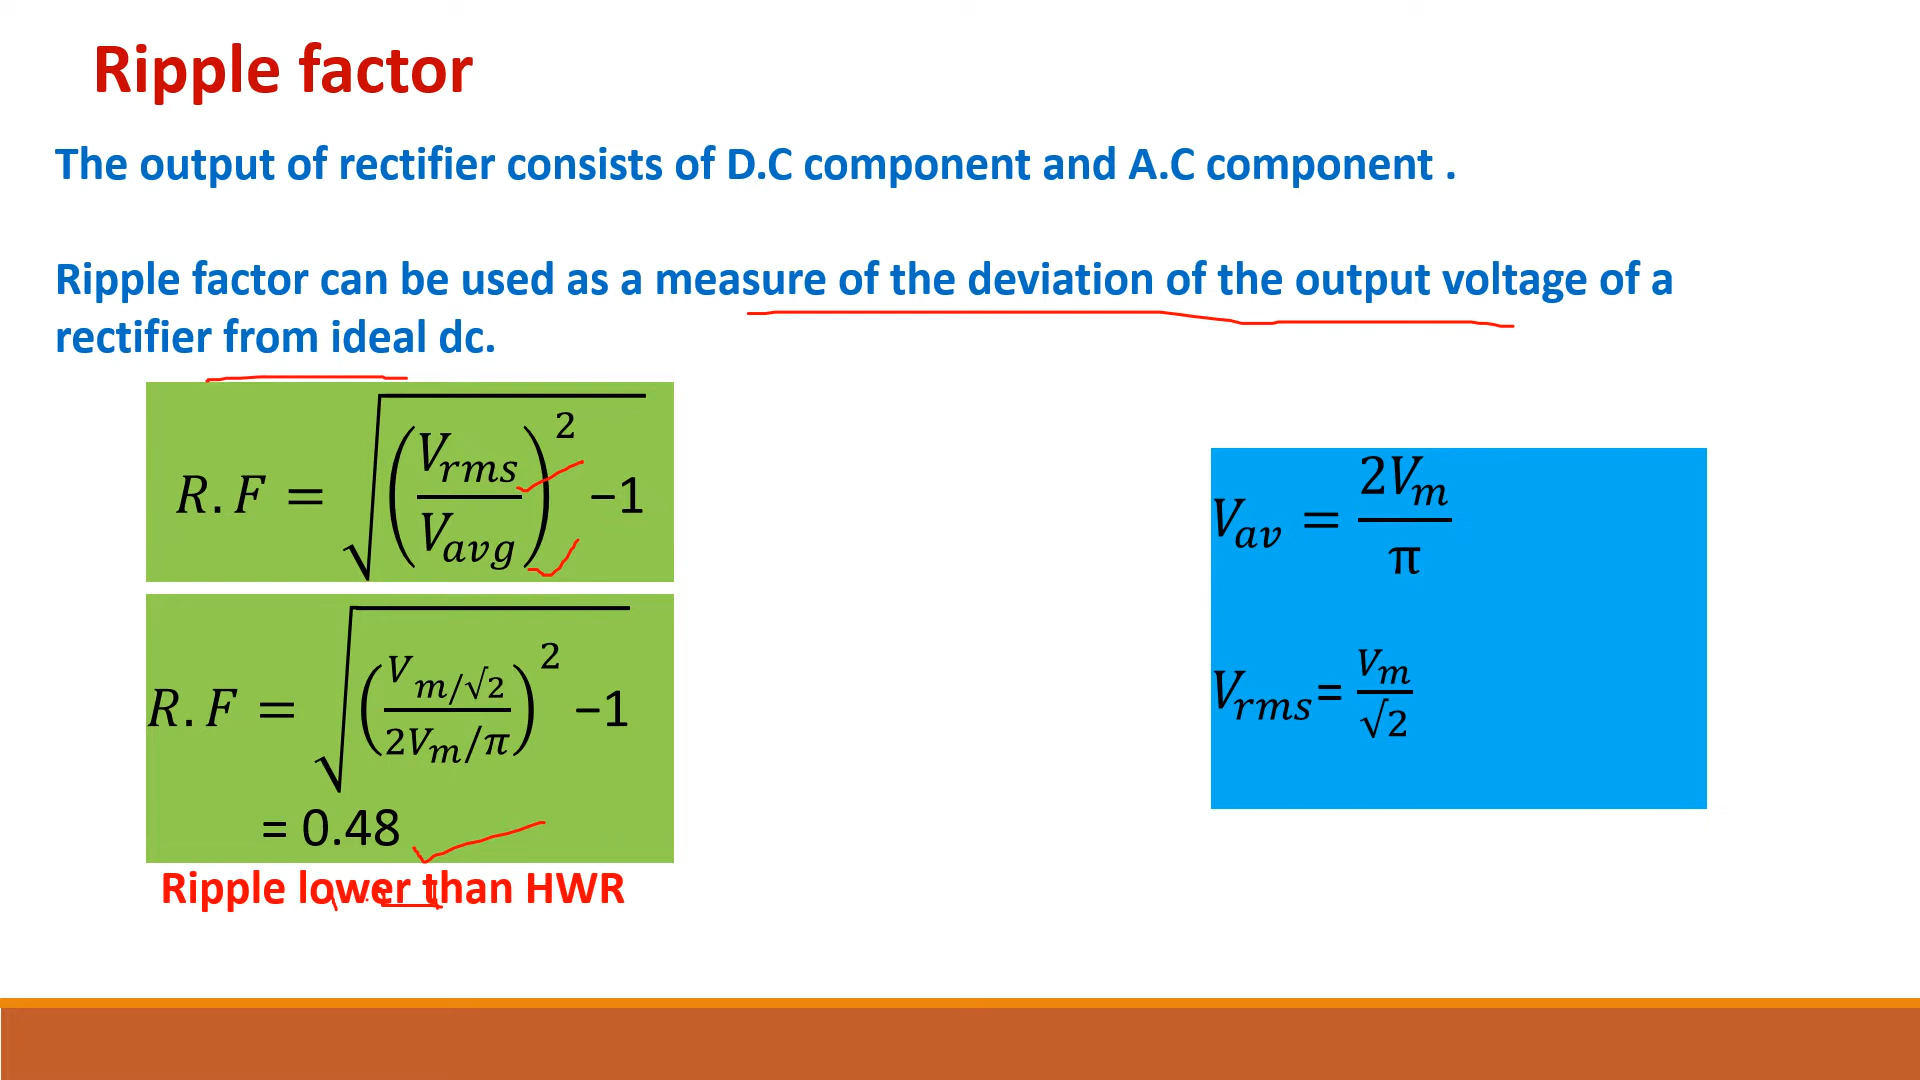 Ripple factor
The output of rectifier consists of D.C component and A.C component .
Ripple factor can be used as a measure of the deviation of the output voltage of a
rectifier from ideal dc.
R.F = √(V_rms/V_avg)² −1
R.F = √(V_m/√2 / 2V_m/π)² −1
= 0.48
Ripple lower than HWR
V_av = 2V_m/π
V_rms= V_m/√2